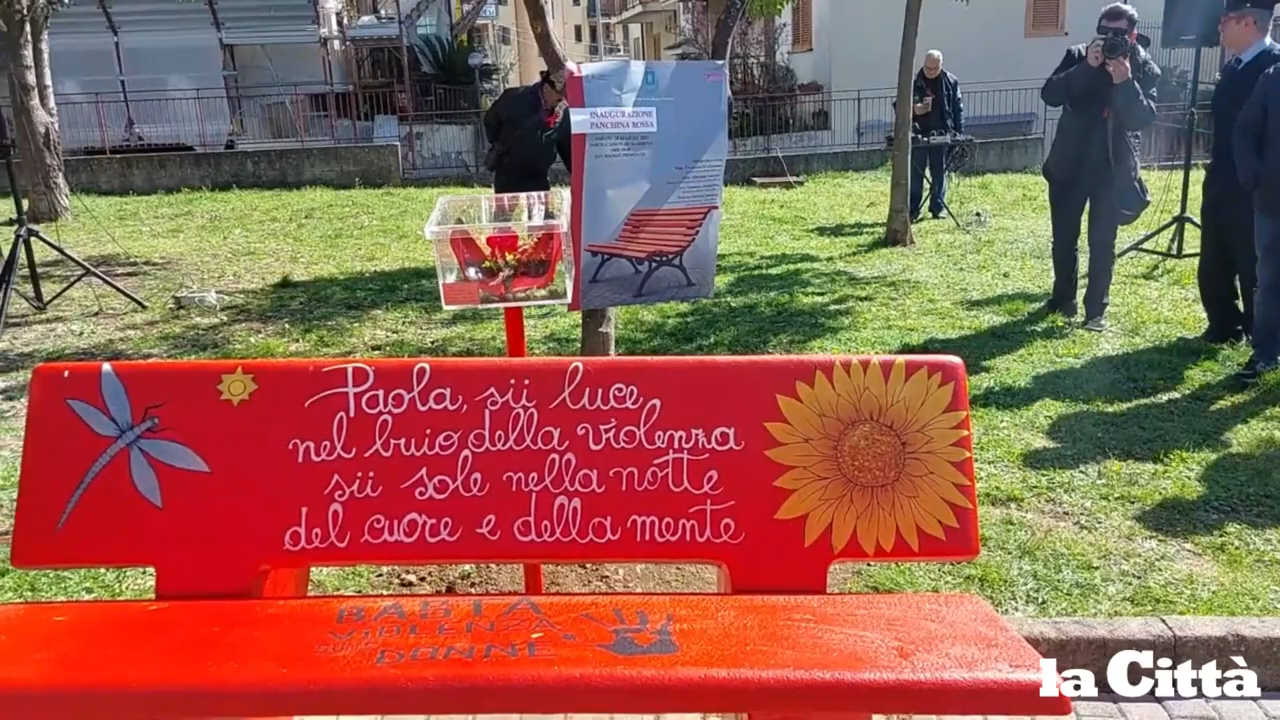 INAUGURAZIONE
PANCHINA ROSSA
Paola, sii luce
nel buio della violenza
sii sole nella notte
del cuore e della mente
BASTA
VIOLENZA
SULLE
DONNE
la Città